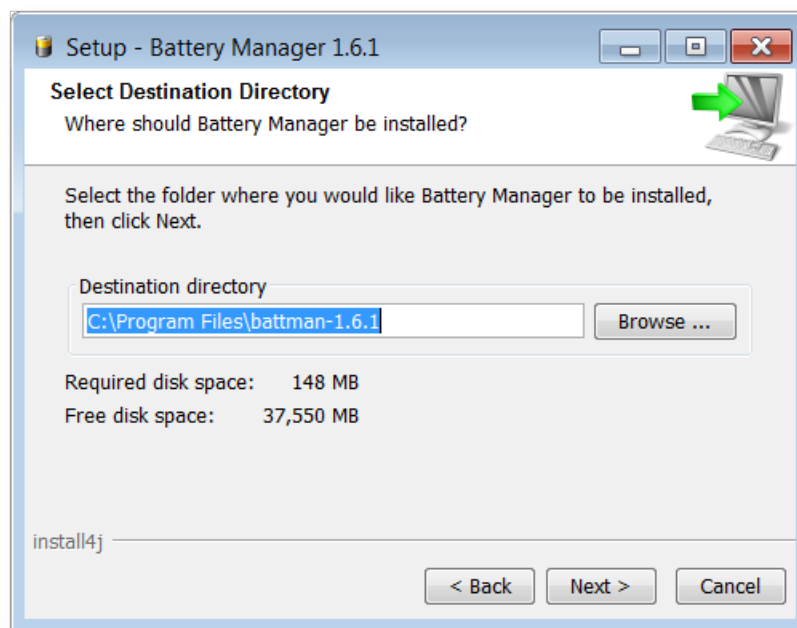 Setup - Battery Manager 1.6.1
Select Destination Directory
Where should Battery Manager be installed?
Select the folder where you would like Battery Manager to be installed,
then click Next.
Destination directory
C:\Program Files\battman-1.6.1
Browse ...
Required disk space: 148 MB
Free disk space: 37,550 MB
install4j
< Back Next > Cancel